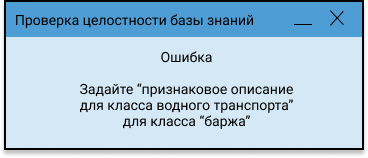 Проверка целостности базы знаний
Ошибка
Задайте “признаковое описание
для класса водного транспорта”
для класса “баржа”